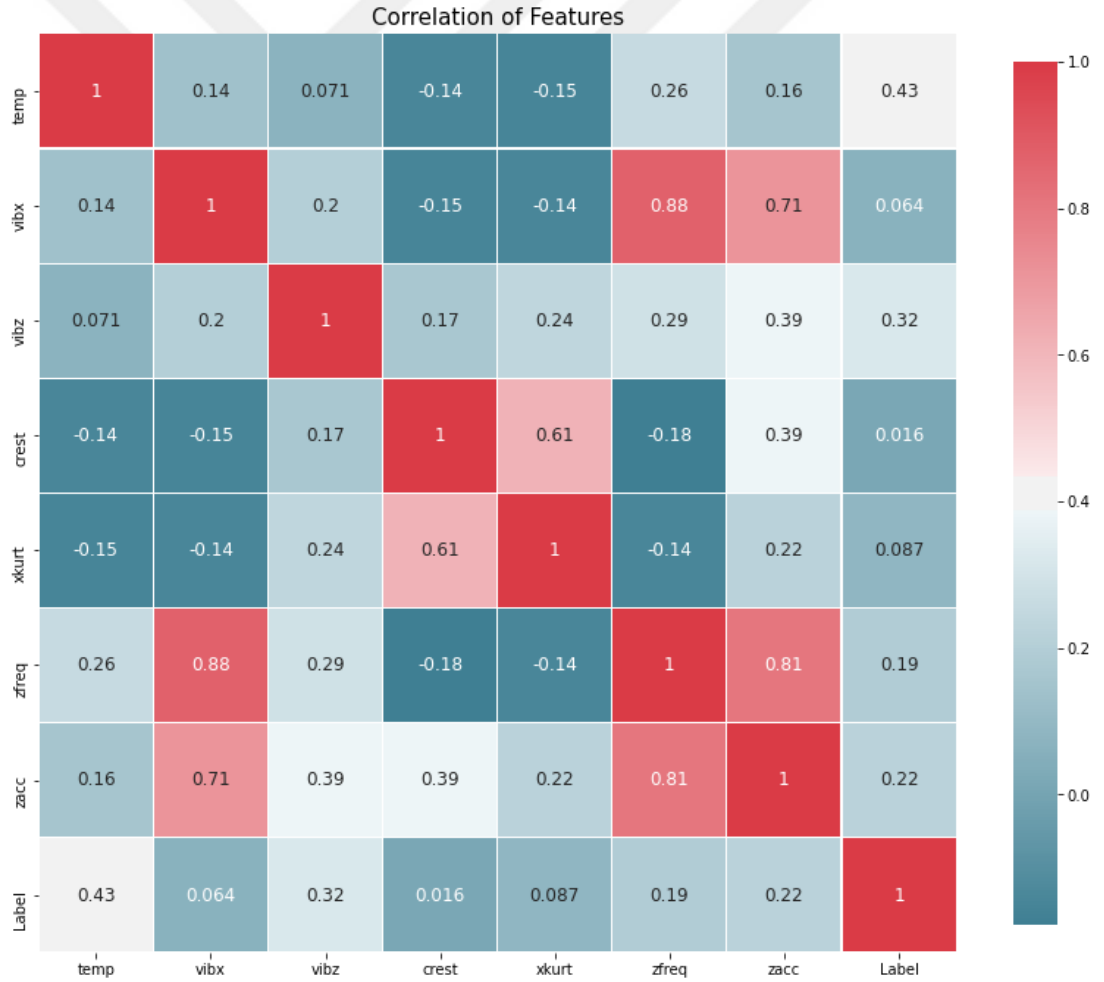 Correlation of Features
temp 1 0.14 0.071 -0.14 -0.15 0.26 0.16 0.43
vibx 0.14 1 0.2 -0.15 -0.14 0.88 0.71 0.064
vibz 0.071 0.2 1 0.17 0.24 0.29 0.39 0.32
crest -0.14 -0.15 0.17 1 0.61 -0.18 0.39 0.016
xkurt -0.15 -0.14 0.24 0.61 1 -0.14 0.22 0.087
zfreq 0.26 0.88 0.29 -0.18 -0.14 1 0.81 0.19
zacc 0.16 0.71 0.39 0.39 0.22 0.81 1 0.22
Label 0.43 0.064 0.32 0.016 0.087 0.19 0.22 1
temp vibx vibz crest xkurt zfreq zacc Label
1.0
0.8
0.6
0.4
0.2
0.0